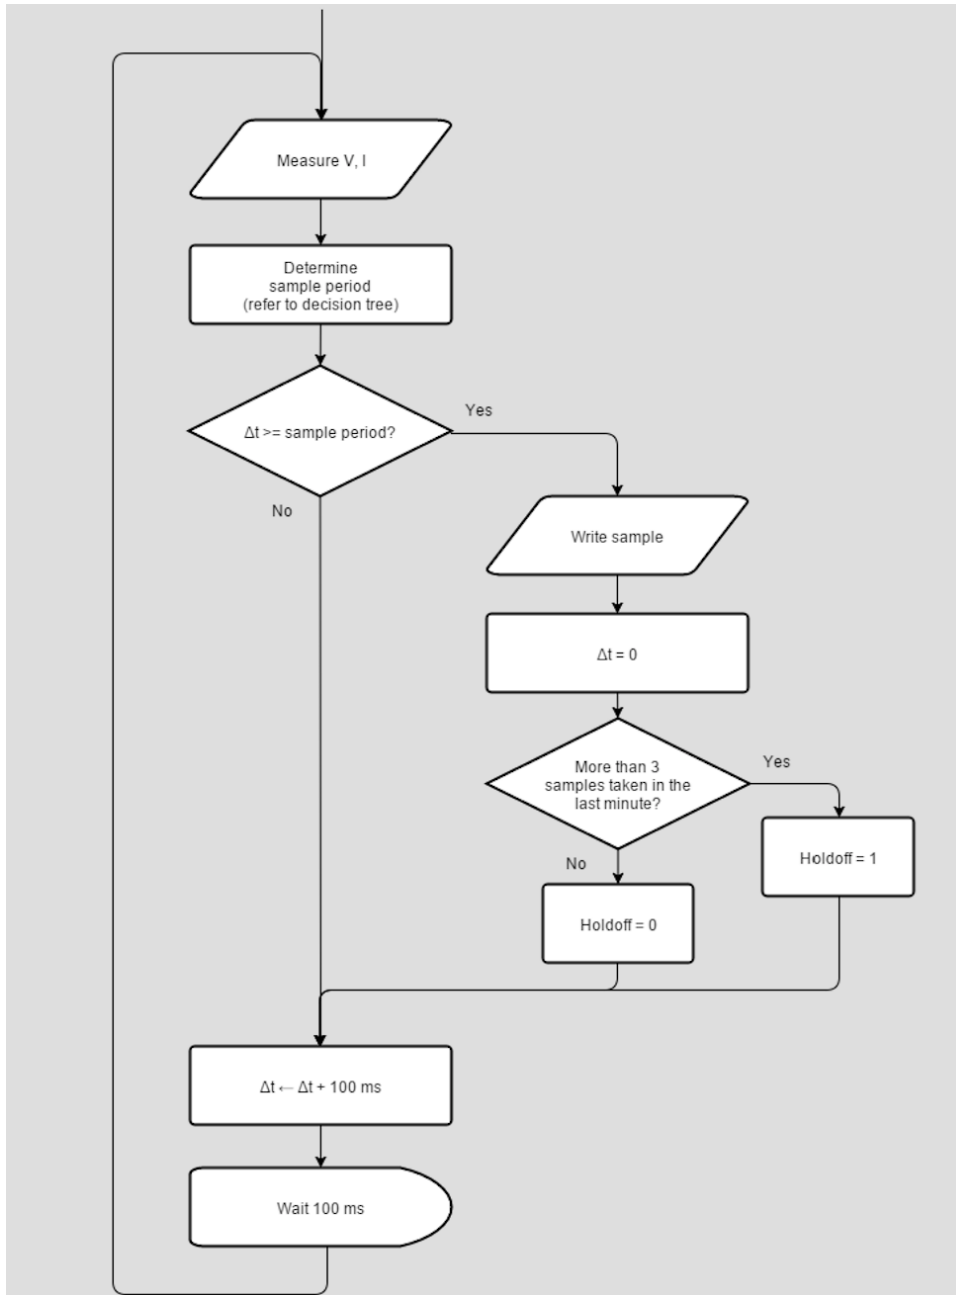 Measure V, I
Determine
sample period
(refer to decision tree)
Δt >= sample period?
Yes
No
Write sample
Δt = 0
More than 3
samples taken in the
last minute?
Yes
No
Holdoff = 1
Holdoff = 0
Δt ← Δt + 100 ms
Wait 100 ms